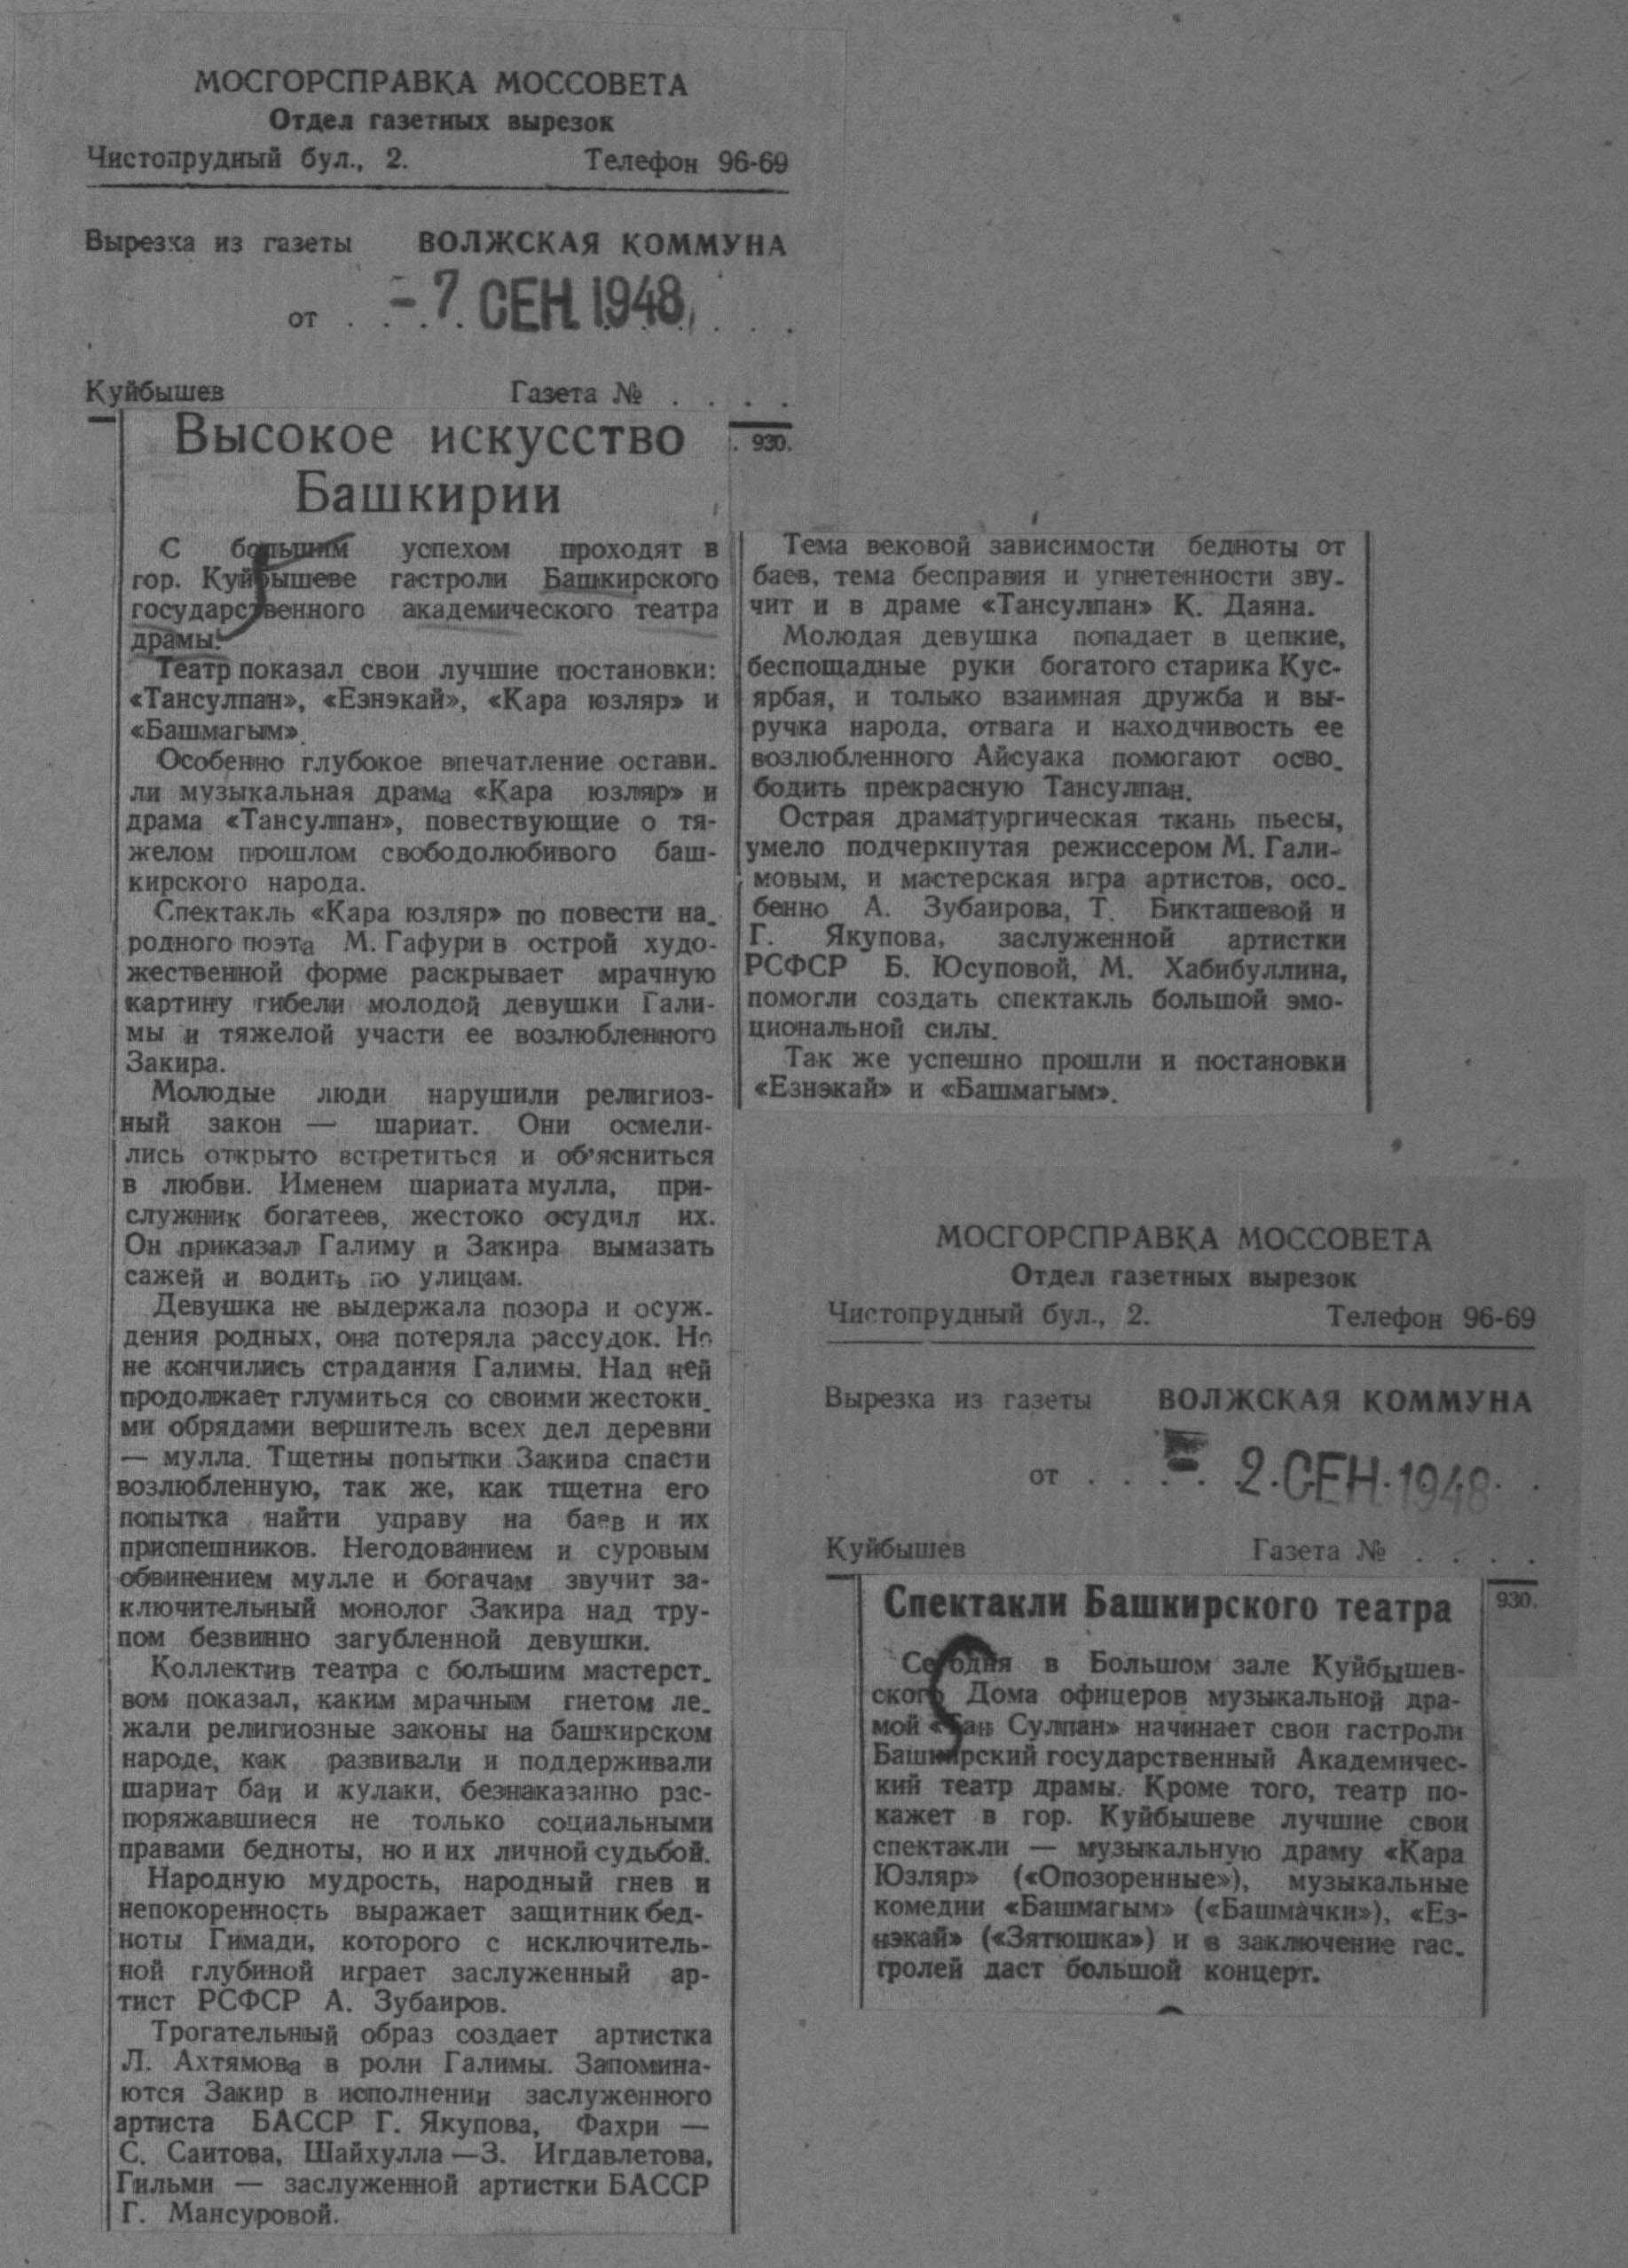 МОСГОРСПРАВКА МОССОВЕТА
Отдел газетных вырезок
Чистопрудный бул., 2. Телефон 96-69
Вырезка из газеты ВОЛЖСКАЯ КОММУНА
от . . -7 СЕН 1948 . . .
Куйбышев Газета № . . . .
930.
Высокое искусство
Башкирии
С большим успехом проходят в
гор. Куйбышеве гастроли Башкирского
государственного академического театра
драмы.
Театр показал свои лучшие постановки:
«Тансулпан», «Езнэкай», «Кара юзляр» и
«Башмагым».
Особенно глубокое впечатление остави-
ли музыкальная драма «Кара юзляр» и
драма «Тансулпан», повествующие о тя-
желом прошлом свободолюбивого баш-
кирского народа.
Спектакль «Кара юзляр» по повести на-
родного поэта М. Гафури в острой худо-
жественной форме раскрывает мрачную
картину гибели молодой девушки Гали-
мы и тяжелой участи ее возлюбленного
Закира.
Молодые люди нарушили религиоз-
ный закон — шариат. Они осмели-
лись открыто встретиться и об'ясниться
в любви. Именем шариата мулла, при-
служник богатеев, жестоко осудил их.
Он приказал Галиму и Закира вымазать
сажей и водить по улицам.
Девушка не выдержала позора и осуж-
дения родных, она потеряла рассудок. Но
не кончились страдания Галимы. Над ней
продолжает глумиться со своими жестоки-
ми обрядами вершитель всех дел деревни
— мулла. Тщетны попытки Закира спасти
возлюбленную, так же, как тщетна его
попытка найти управу на баев и их
приспешников. Негодованием и суровым
обвинением мулле и богачам звучит за-
ключительный монолог Закира над тру-
пом безвинно загубленной девушки.
Коллектив театра с большим мастерст-
вом показал, каким мрачным гнетом ле-
жали религиозные законы на башкирском
народе, как развивали и поддерживали
шариат баи и кулаки, безнаказанно рас-
поряжавшиеся не только социальными
правами бедноты, но и их личной судьбой.
Народную мудрость, народный гнев и
непокоренность выражает защитник бед-
ноты Гимади, которого с исключитель-
ной глубиной играет заслуженный ар-
тист РСФСР А. Зубаиров.
Трогательный образ создает артистка
Л. Ахтямова в роли Галимы. Запомина-
ются Закир в исполнении заслуженного
артиста БАССР Г. Якупова, Фахри —
С. Саитова, Шайхулла — З. Игдавлетова,
Гильми — заслуженной артистки БАССР
Г. Мансуровой.
Тема вековой зависимости бедноты от
баев, тема бесправия и угнетенности зву-
чит и в драме «Тансулпан» К. Даяна.
Молодая девушка попадает в цепкие,
беспощадные руки богатого старика Кус-
ярбая, и только взаимная дружба и вы-
ручка народа, отвага и находчивость ее
возлюбленного Айсуака помогают осво-
бодить прекрасную Тансулпан.
Острая драматургическая ткань пьесы,
умело подчеркнутая режиссером М. Гали-
мовым, и мастерская игра артистов, осо-
бенно А. Зубаирова, Т. Бикташевой и
Г. Якупова, заслуженной артистки
РСФСР Б. Юсуповой, М. Хабибуллина,
помогли создать спектакль большой эмо-
циональной силы.
Так же успешно прошли и постановки
«Езнэкай» и «Башмагым».
МОСГОРСПРАВКА МОССОВЕТА
Отдел газетных вырезок
Чистопрудный бул., 2. Телефон 96-69
Вырезка из газеты ВОЛЖСКАЯ КОММУНА
от . . . . 2 СЕН 1948 . .
Куйбышев Газета № . . . .
930.
Спектакли Башкирского театра
Сегодня в Большом зале Куйбышев-
ского Дома офицеров музыкальной дра-
мой «Тан Сулпан» начинает свои гастроли
Башкирский государственный Академичес-
кий театр драмы. Кроме того, театр по-
кажет в гор. Куйбышеве лучшие свои
спектакли — музыкальную драму «Кара
Юзляр» («Опозоренные»), музыкальные
комедии «Башмагым» («Башмачки»), «Ез-
нэкай» («Зятюшка») и в заключение гас-
тролей даст большой концерт.